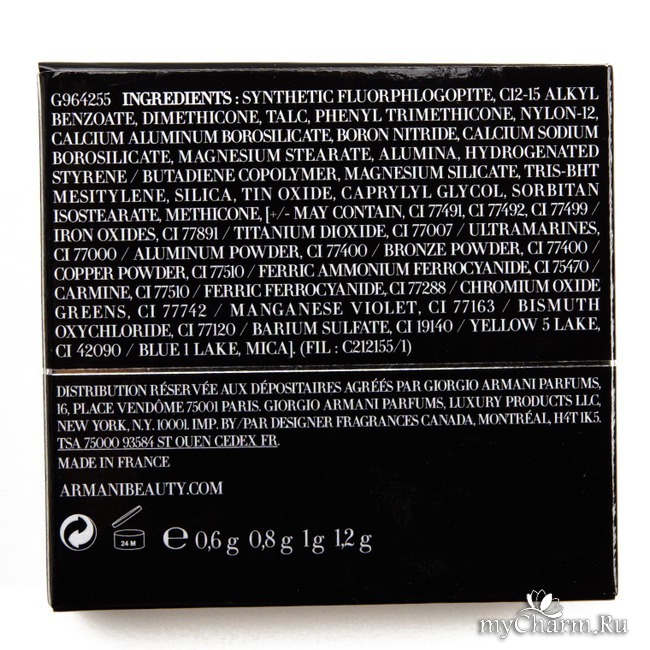 G964255 INGREDIENTS : SYNTHETIC FLUORPHLOGOPITE, C12-15 ALKYL
BENZOATE, DIMETHICONE, TALC, PHENYL TRIMETHICONE, NYLON-12,
CALCIUM ALUMINUM BOROSILICATE, BORON NITRIDE, CALCIUM SODIUM
BOROSILICATE, MAGNESIUM STEARATE, ALUMINA, HYDROGENATED
STYRENE / BUTADIENE COPOLYMER, MAGNESIUM SILICATE, TRIS-BHT
MESITYLENE, SILICA, TIN OXIDE, CAPRYLYL GLYCOL, SORBITAN
ISOSTEARATE, METHICONE, [+/- MAY CONTAIN, CI 77491, CI 77492, CI 77499 /
IRON OXIDES, CI 77891 / TITANIUM DIOXIDE, CI 77007 / ULTRAMARINES,
CI 77000 / ALUMINUM POWDER, CI 77400 / BRONZE POWDER, CI 77400 /
COPPER POWDER, CI 77510 / FERRIC AMMONIUM FERROCYANIDE, CI 75470 /
CARMINE, CI 77510 / FERRIC FERROCYANIDE, CI 77288 / CHROMIUM OXIDE
GREENS, CI 77742 / MANGANESE VIOLET, CI 77163 / BISMUTH
OXYCHLORIDE, CI 77120 / BARIUM SULFATE, CI 19140 / YELLOW 5 LAKE,
CI 42090 / BLUE 1 LAKE, MICA]. (FIL : C212155/1)
DISTRIBUTION RÉSERVÉE AUX DÉPOSITAIRES AGRÉÉS PAR GIORGIO ARMANI PARFUMS,
16, PLACE VENDÔME 75001 PARIS. GIORGIO ARMANI PARFUMS, LUXURY PRODUCTS LLC,
NEW YORK, N.Y. 10001. IMP. BY/PAR DESIGNER FRAGRANCES CANADA, MONTRÉAL, H4T 1K5.
TSA 75000 93584 ST OUEN CEDEX FR.
MADE IN FRANCE
ARMANIBEAUTY.COM
24 M ℮ 0,6 g 0,8 g 1 g 1,2 g
myCharm.Ru